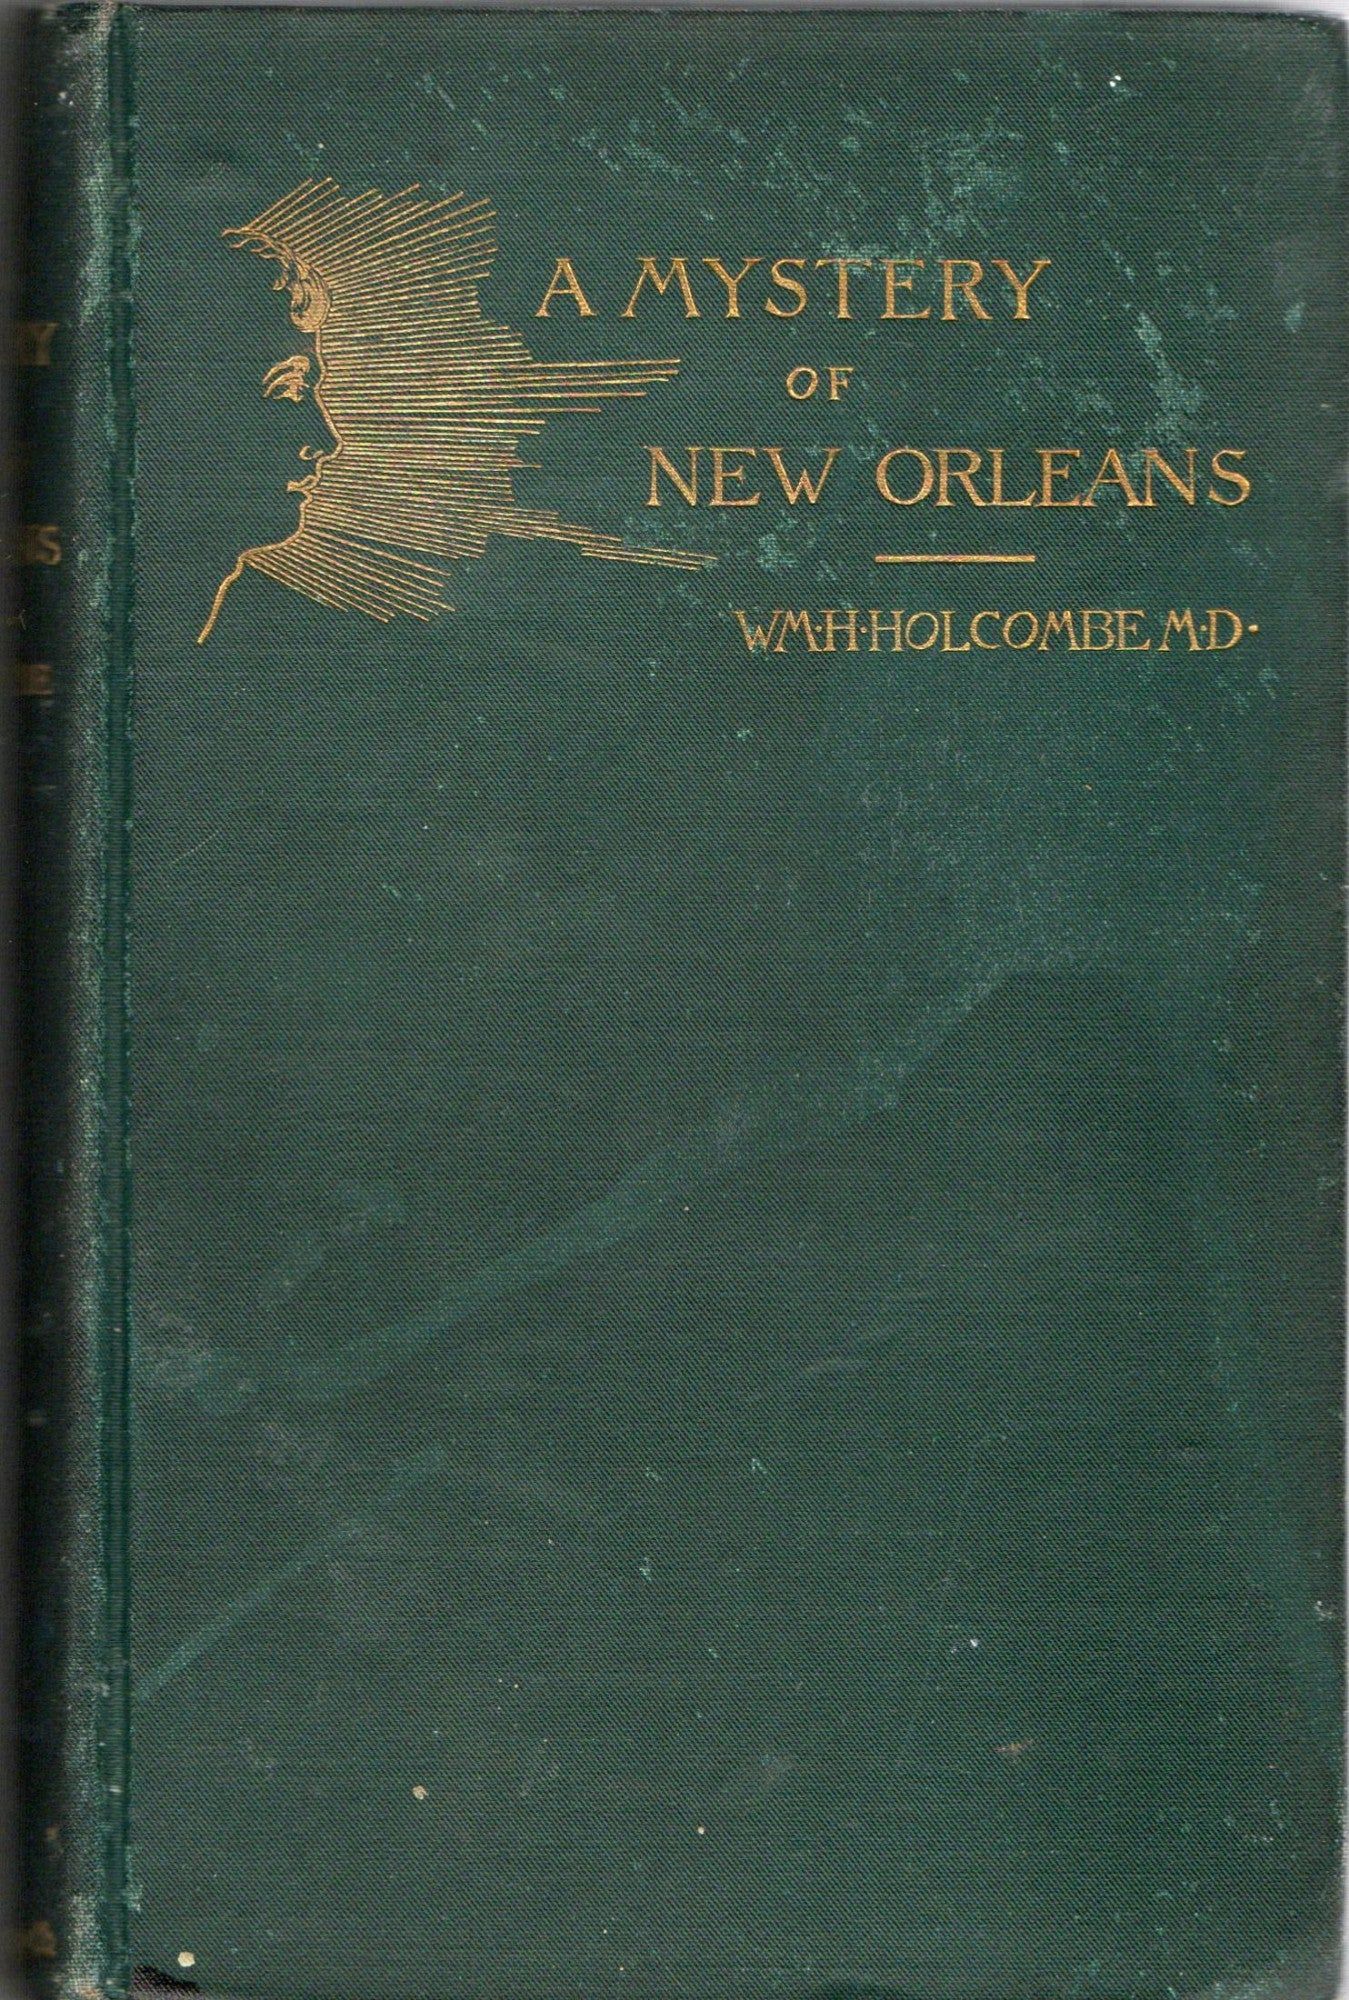 A MYSTERY
OF
NEW ORLEANS
WM·H·HOLCOMBE M·D·